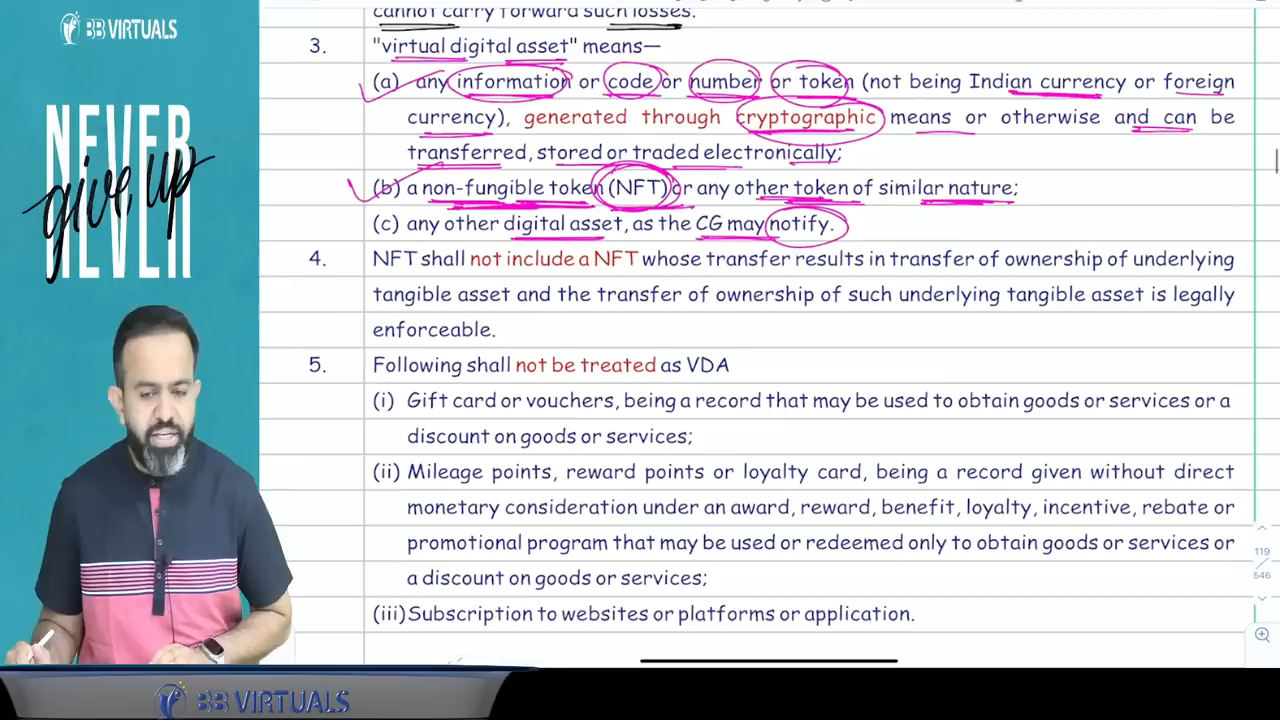 BB VIRTUALS
NEVER
give up
NEVER
cannot carry forward such losses.
3. "virtual digital asset" means—
(a) any information or code or number or token (not being Indian currency or foreign
currency), generated through cryptographic means or otherwise and can be
transferred, stored or traded electronically;
(b) a non-fungible token (NFT) or any other token of similar nature;
(c) any other digital asset, as the CG may notify.
4. NFT shall not include a NFT whose transfer results in transfer of ownership of underlying
tangible asset and the transfer of ownership of such underlying tangible asset is legally
enforceable.
5. Following shall not be treated as VDA
(i) Gift card or vouchers, being a record that may be used to obtain goods or services or a
discount on goods or services;
(ii) Mileage points, reward points or loyalty card, being a record given without direct
monetary consideration under an award, reward, benefit, loyalty, incentive, rebate or
promotional program that may be used or redeemed only to obtain goods or services or
a discount on goods or services;
(iii) Subscription to websites or platforms or application.
119
546
BB VIRTUALS